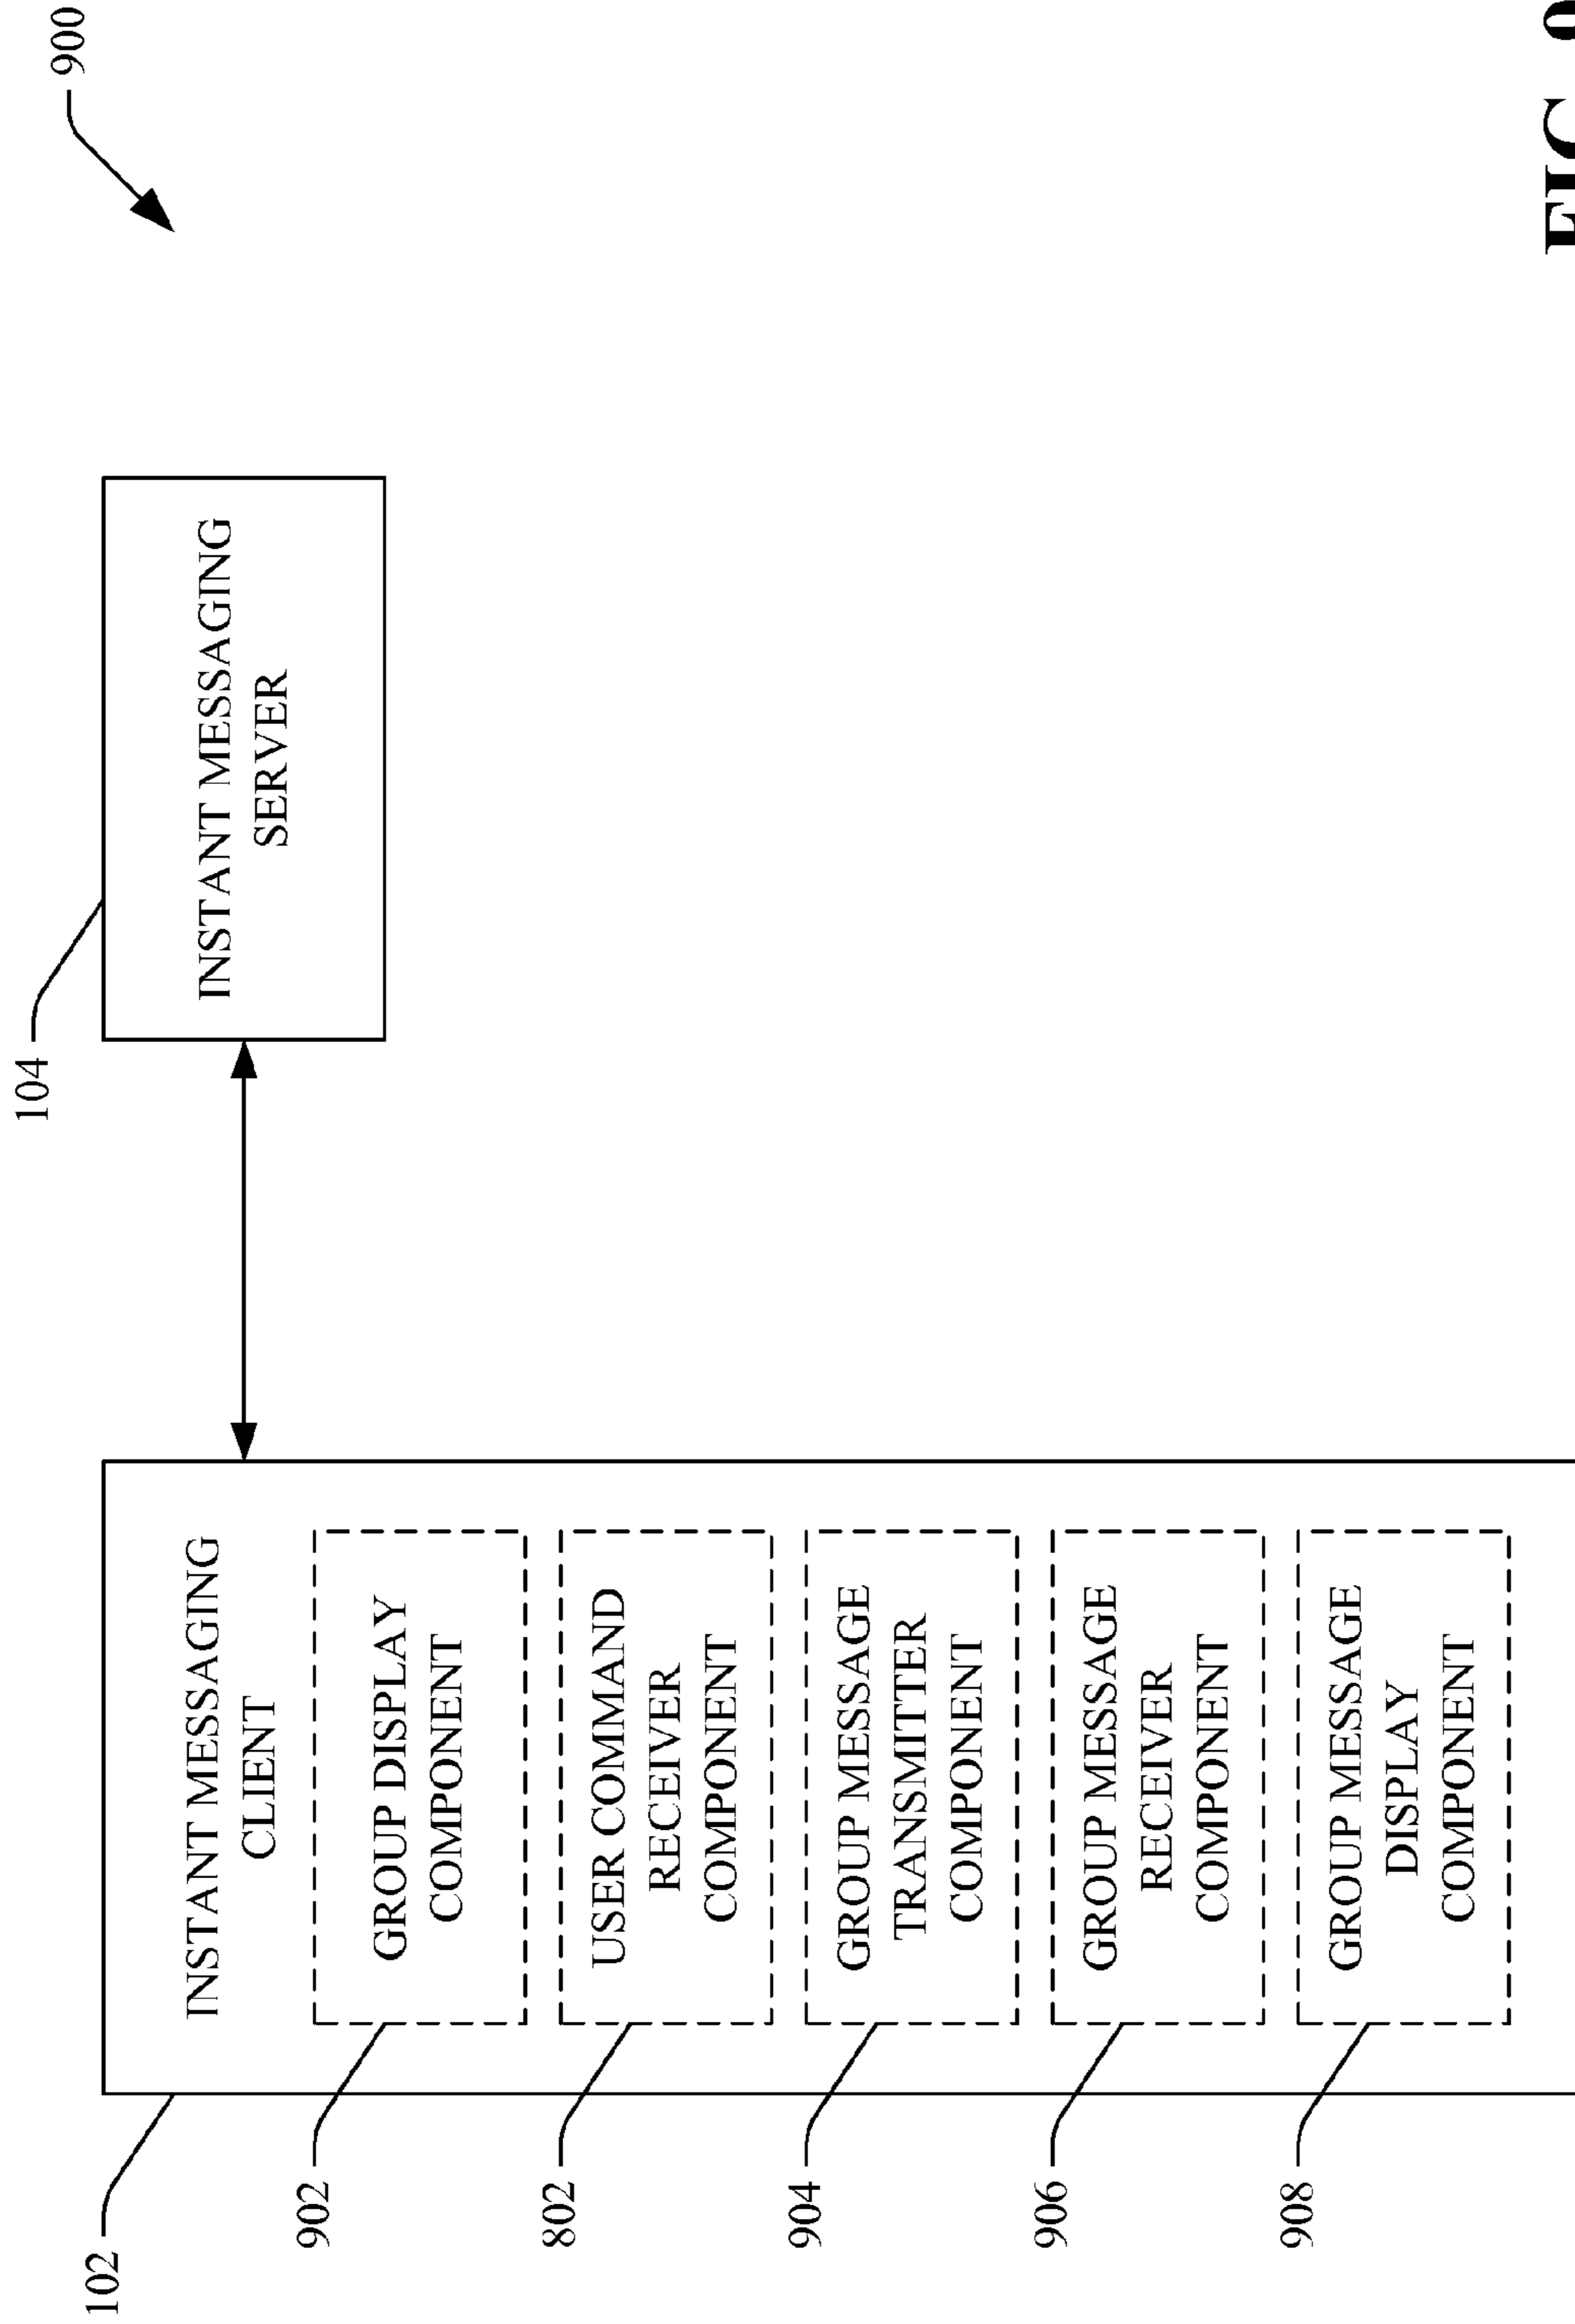 900
104
INSTANT MESSAGING
SERVER
102
INSTANT MESSAGING
CLIENT
902
GROUP DISPLAY
COMPONENT
802
USER COMMAND
RECEIVER
COMPONENT
904
GROUP MESSAGE
TRANSMITTER
COMPONENT
906
GROUP MESSAGE
RECEIVER
COMPONENT
908
GROUP MESSAGE
DISPLAY
COMPONENT